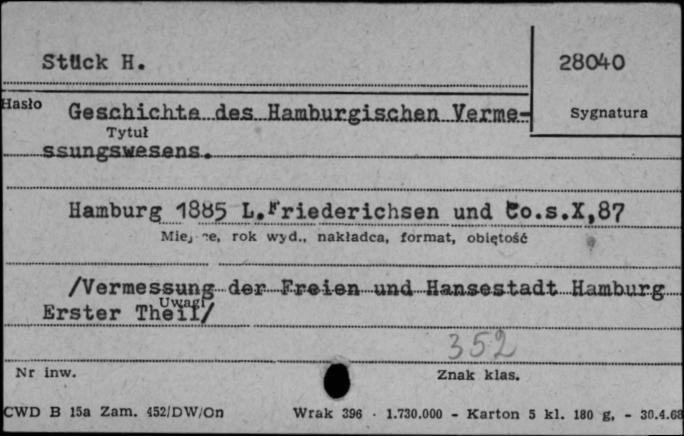 Stück H.
28040
Hasło
Geschichte des Hamburgischen Verme-
Sygnatura
Tytuł
ssungswesens.
Hamburg 1885 L.Friederichsen und Co.s.X,87
Miejsce, rok wyd., nakładca, format, objętość
/Vermessung der Freien und Hansestadt Hamburg
Uwagi
Erster Theil/
352
Nr inw.
Znak klas.
CWD B 15a Zam. 452/DW/On
Wrak 396 · 1.730.000 - Karton 5 kl. 180 g, - 30.4.68